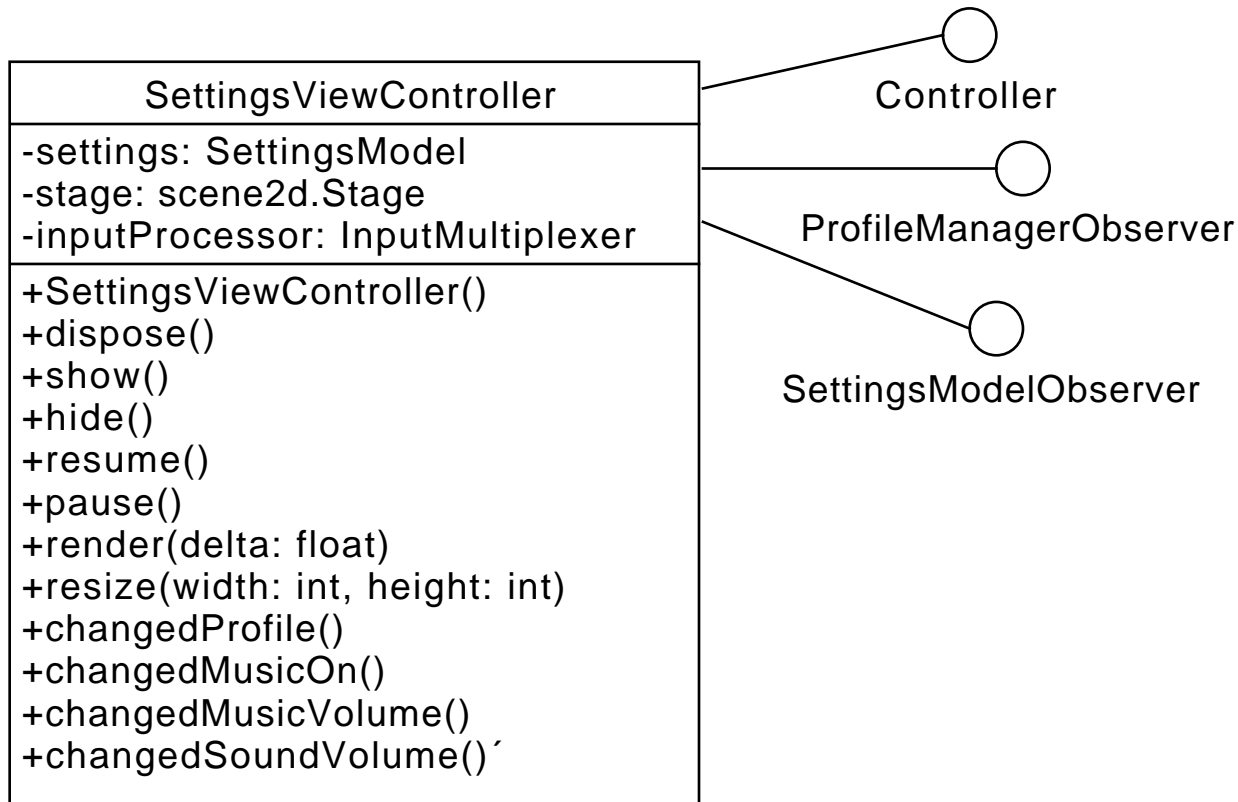 SettingsViewController
-settings: SettingsModel
-stage: scene2d.Stage
-inputProcessor: InputMultiplexer
+SettingsViewController()
+dispose()
+show()
+hide()
+resume()
+pause()
+render(delta: float)
+resize(width: int, height: int)
+changedProfile()
+changedMusicOn()
+changedMusicVolume()
+changedSoundVolume()´
Controller
ProfileManagerObserver
SettingsModelObserver